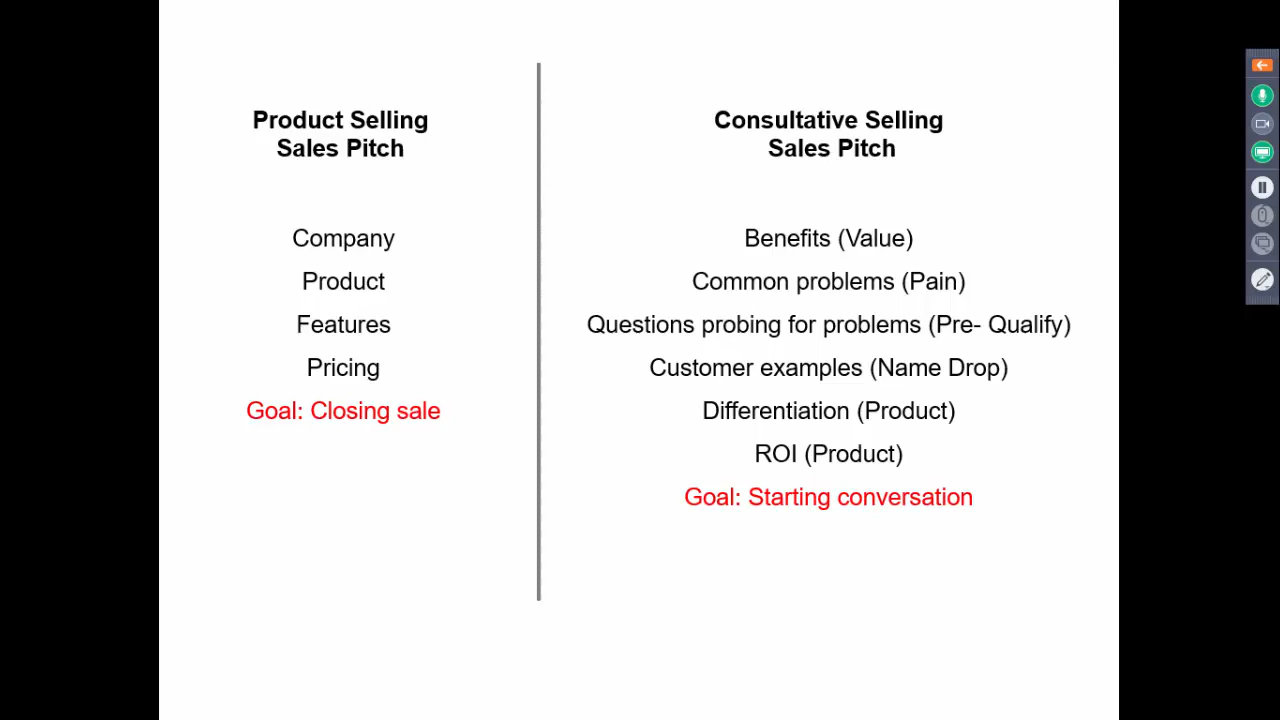 Product Selling
Sales Pitch
Company
Product
Features
Pricing
Goal: Closing sale
Consultative Selling
Sales Pitch
Benefits (Value)
Common problems (Pain)
Questions probing for problems (Pre- Qualify)
Customer examples (Name Drop)
Differentiation (Product)
ROI (Product)
Goal: Starting conversation